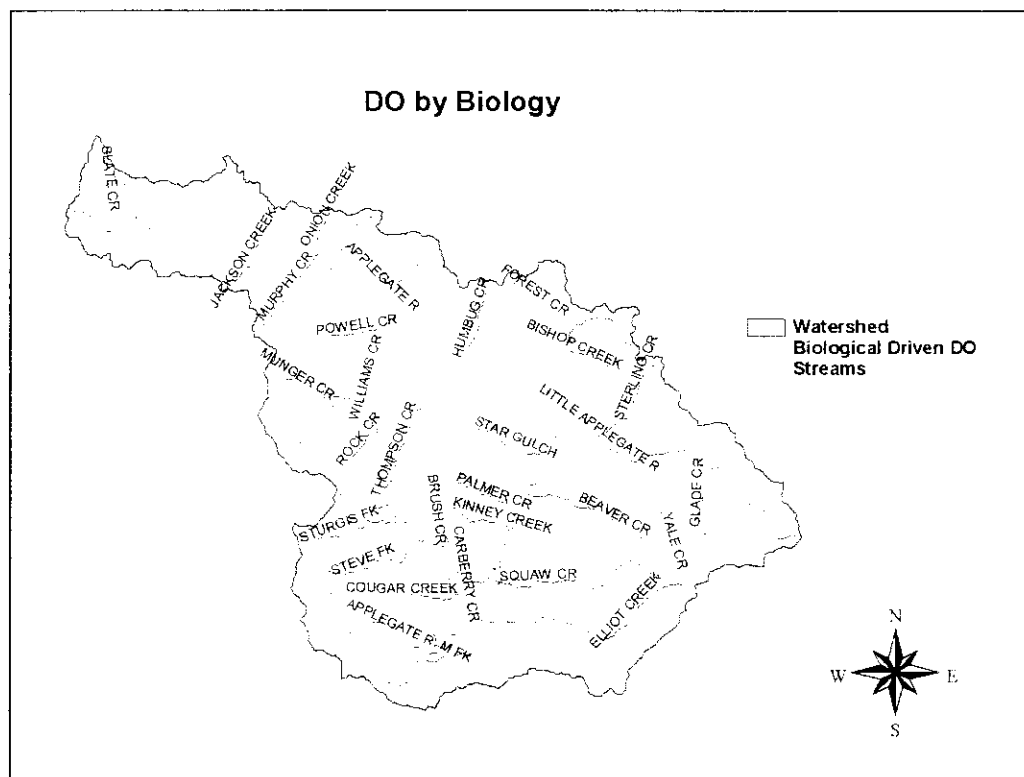 DO by Biology
SLATE CR
JACKSON CREEK
MURPHY CR
ONION CREEK
APPLEGATE R
POWELL CR
MUNGER CR
WILLIAMS CR
ROCK CR
THOMPSON CR
HUMBUG CR
FOREST CR
BISHOP CREEK
STERLING CR
LITTLE APPLEGATE R
STAR GULCH
PALMER CR
KINNEY CREEK
BEAVER CR
GLADE CR
YALE CR
BRUSH CR
CARBERRY CR
STURGIS FK
STEVE FK
COUGAR CREEK
SQUAW CR
ELLIOT CREEK
APPLEGATE R. M FK
Watershed
Biological Driven DO
Streams
N
W
E
S